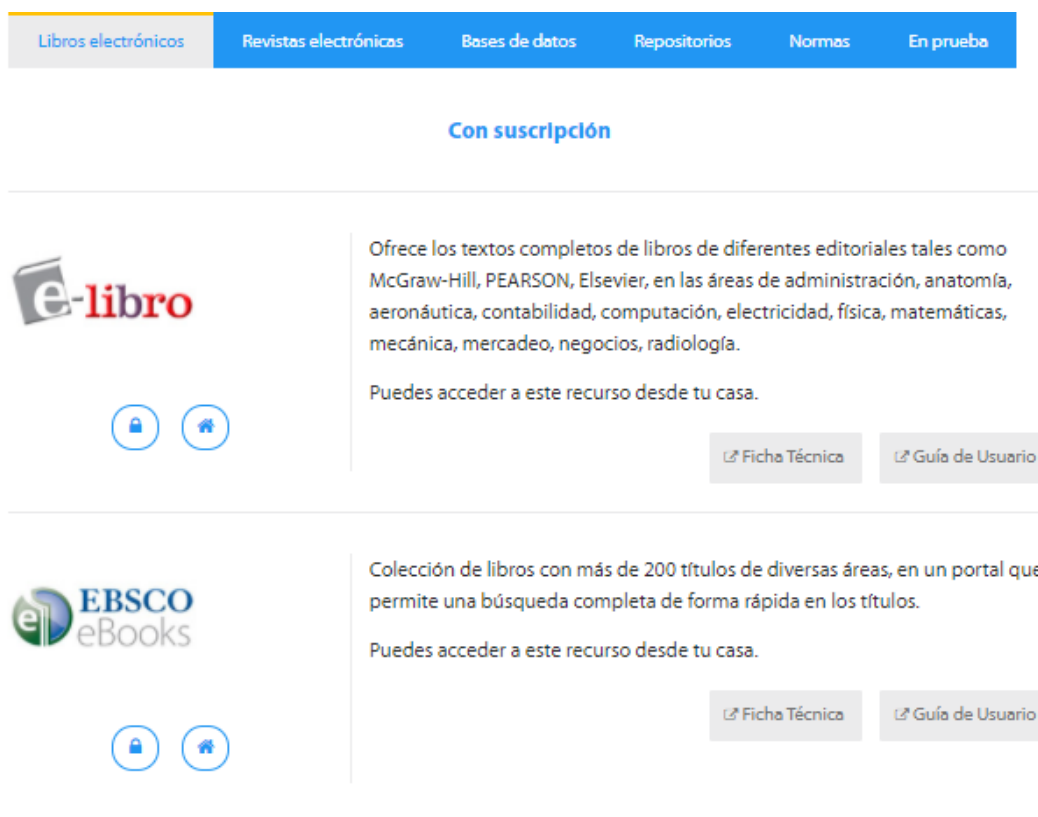 Libros electrónicos Revistas electrónicas Bases de datos Repositorios Normas En prueba
Con suscripción
e-libro
Ofrece los textos completos de libros de diferentes editoriales tales como
McGraw-Hill, PEARSON, Elsevier, en las áreas de administración, anatomía,
aeronáutica, contabilidad, computación, electricidad, física, matemáticas,
mecánica, mercadeo, negocios, radiología.
Puedes acceder a este recurso desde tu casa.
Ficha Técnica Guía de Usuario
e EBSCO
eBooks
Colección de libros con más de 200 títulos de diversas áreas, en un portal que
permite una búsqueda completa de forma rápida en los títulos.
Puedes acceder a este recurso desde tu casa.
Ficha Técnica Guía de Usuario